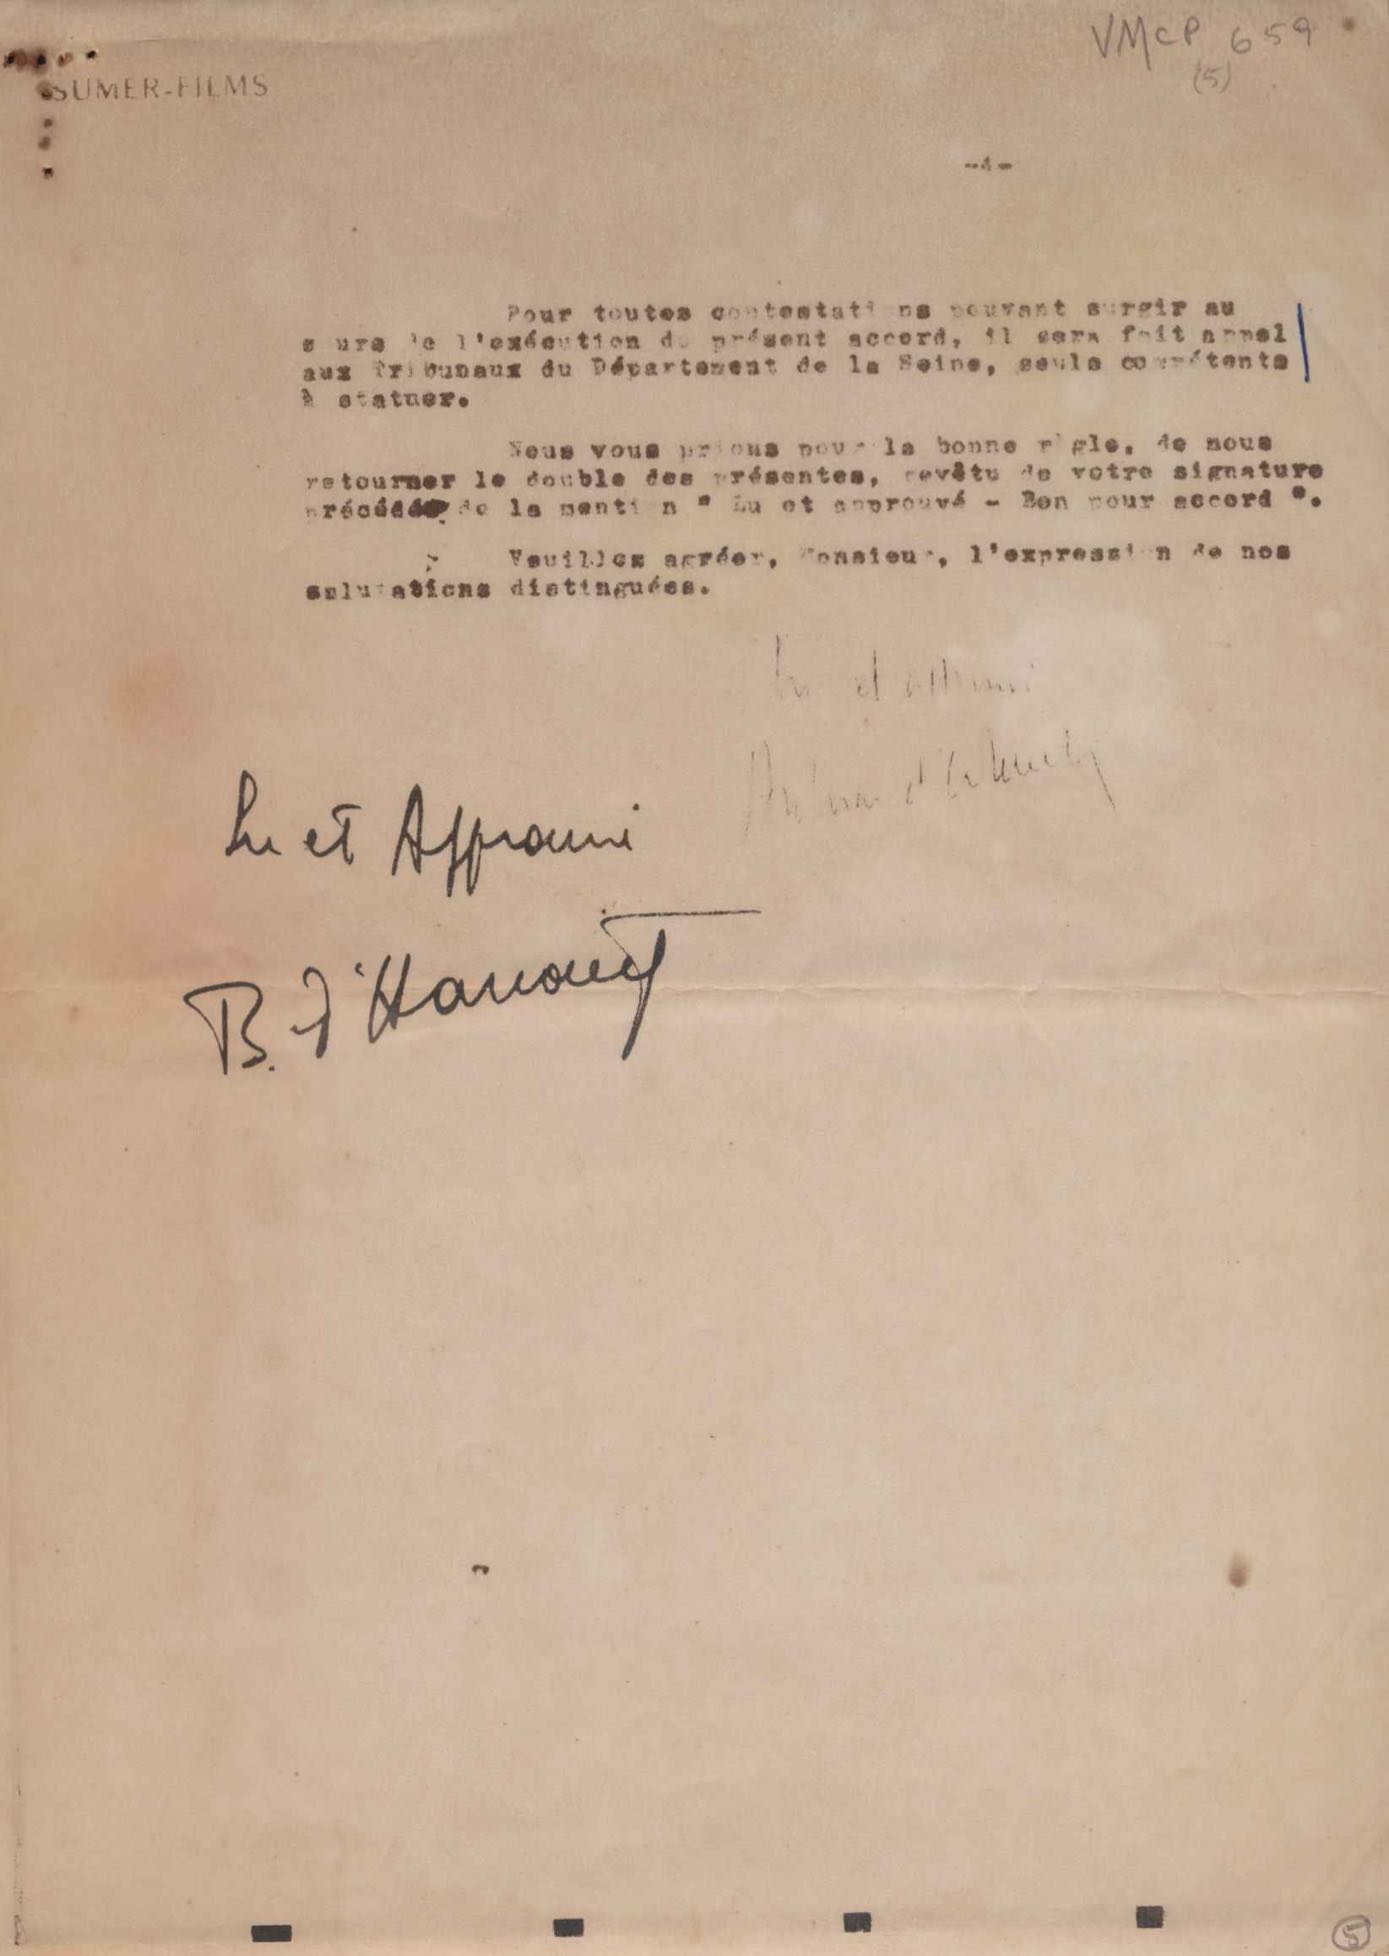 VMCP 659
(5)
SUMER-FILMS
-4-
Pour toutes contestations pouvant surgir au
cours de l'exécution du présent accord, il sera fait appel
aux Tribunaux du Département de la Seine, seuls compétents
à statuer.
Nous vous prions pour la bonne règle, de nous
retourner le double des présentes, revêtu de votre signature
précédée de la mention " Lu et approuvé - Bon pour accord ".
Veuillez agréer, Monsieur, l'expression de nos
salutations distinguées.
Lu et
Lu et Approuvé
B. d'
5